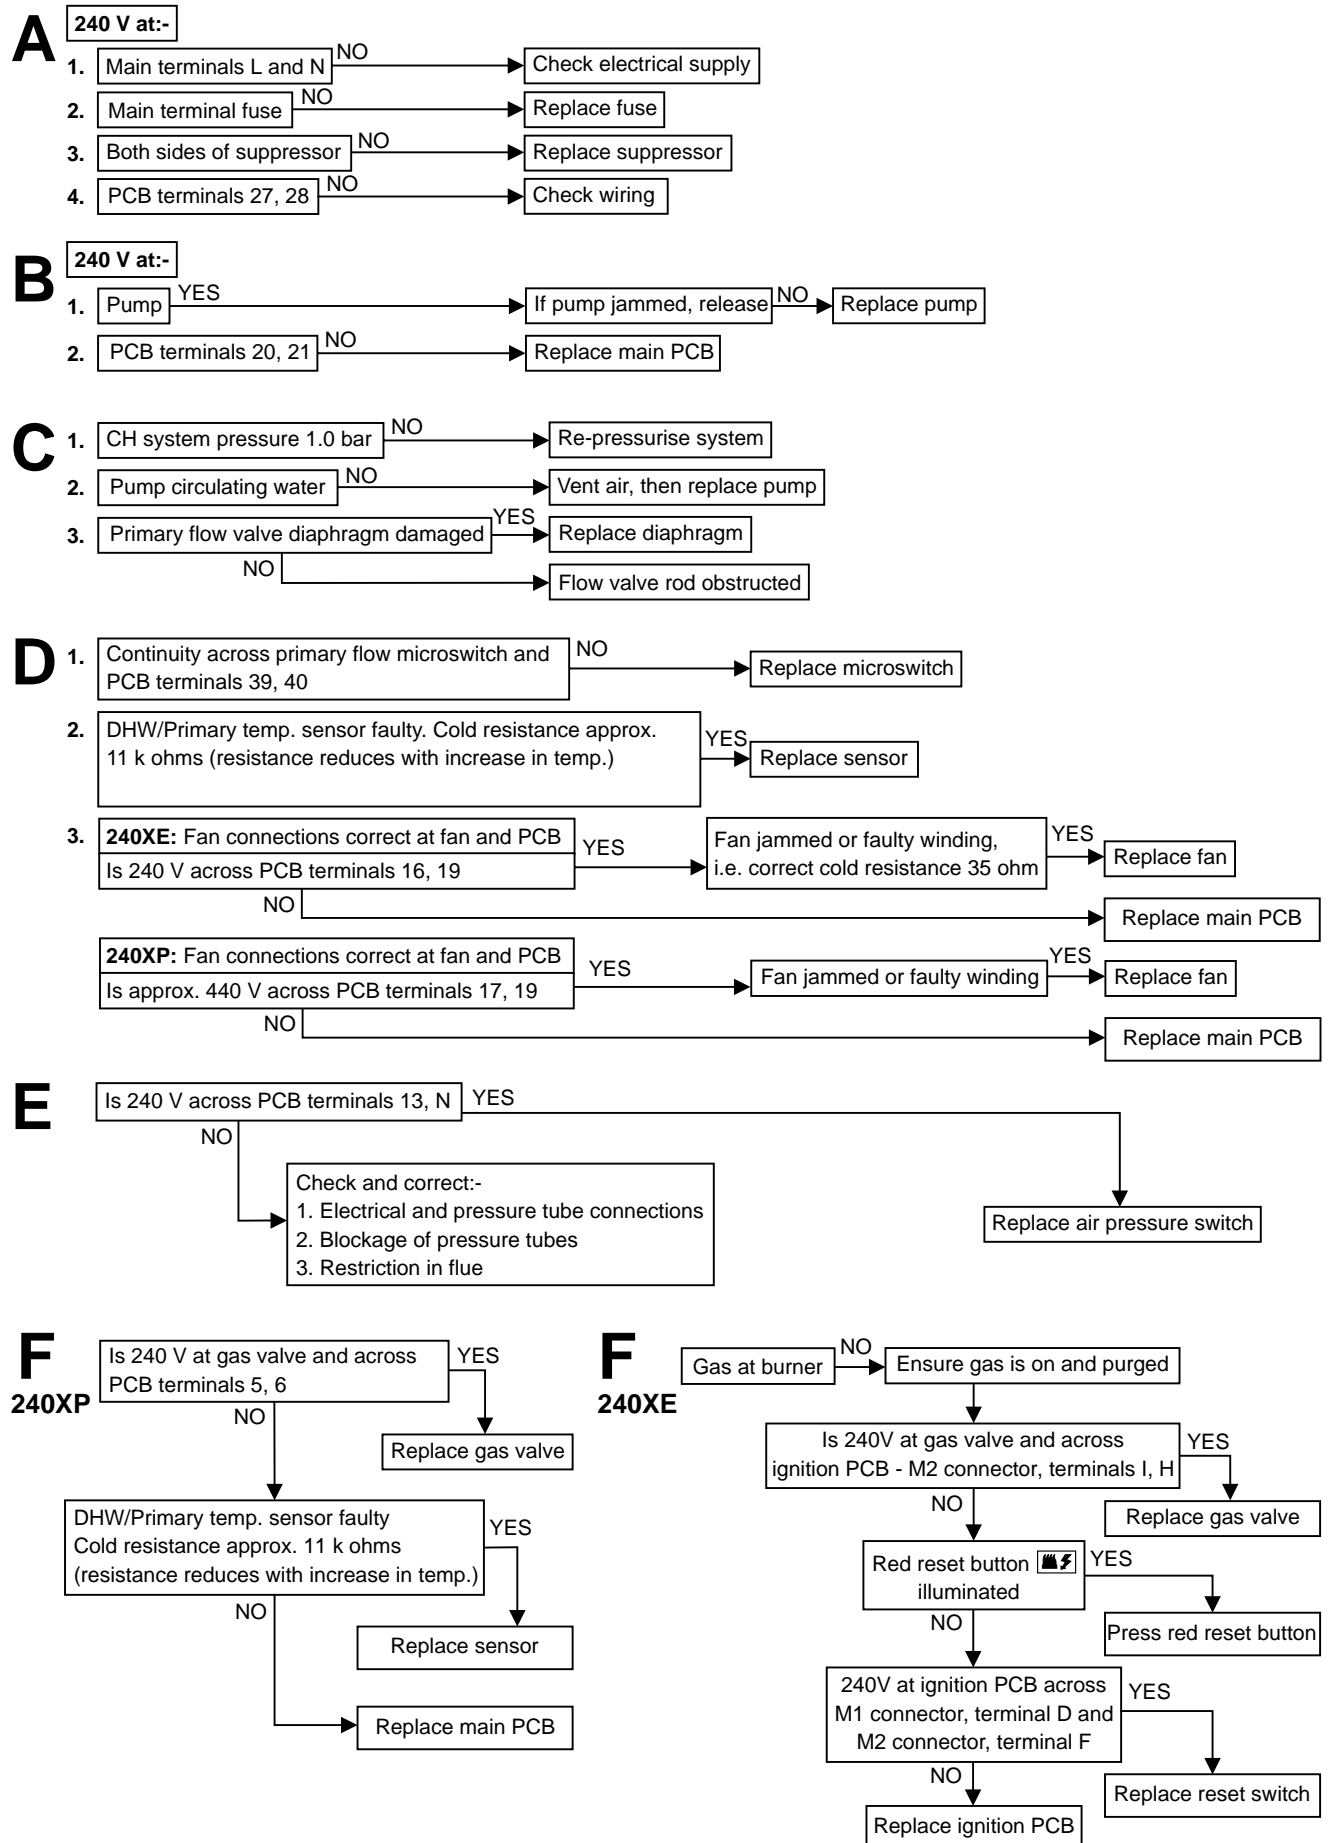 A
240 V at:-
1. Main terminals L and N NO Check electrical supply
2. Main terminal fuse NO Replace fuse
3. Both sides of suppressor NO Replace suppressor
4. PCB terminals 27, 28 NO Check wiring
B
240 V at:-
1. Pump YES If pump jammed, release NO Replace pump
2. PCB terminals 20, 21 NO Replace main PCB
C
1. CH system pressure 1.0 bar NO Re-pressurise system
2. Pump circulating water NO Vent air, then replace pump
3. Primary flow valve diaphragm damaged YES Replace diaphragm
NO Flow valve rod obstructed
D
1. Continuity across primary flow microswitch and
PCB terminals 39, 40
NO Replace microswitch
2. DHW/Primary temp. sensor faulty. Cold resistance approx.
11 k ohms (resistance reduces with increase in temp.)
YES Replace sensor
3. 240XE: Fan connections correct at fan and PCB
Is 240 V across PCB terminals 16, 19
YES
Fan jammed or faulty winding,
i.e. correct cold resistance 35 ohm
YES Replace fan
NO Replace main PCB
240XP: Fan connections correct at fan and PCB
Is approx. 440 V across PCB terminals 17, 19
YES Fan jammed or faulty winding YES Replace fan
NO Replace main PCB
E
Is 240 V across PCB terminals 13, N YES
NO
Check and correct:-
1. Electrical and pressure tube connections
2. Blockage of pressure tubes
3. Restriction in flue
Replace air pressure switch
F
240XP
Is 240 V at gas valve and across
PCB terminals 5, 6
YES
Replace gas valve
NO
DHW/Primary temp. sensor faulty
Cold resistance approx. 11 k ohms
(resistance reduces with increase in temp.)
YES
Replace sensor
NO
Replace main PCB
F
240XE
Gas at burner NO Ensure gas is on and purged
Is 240V at gas valve and across
ignition PCB - M2 connector, terminals I, H
YES
Replace gas valve
NO
Red reset button
illuminated
YES
Press red reset button
NO
240V at ignition PCB across
M1 connector, terminal D and
M2 connector, terminal F
YES
Replace reset switch
NO
Replace ignition PCB